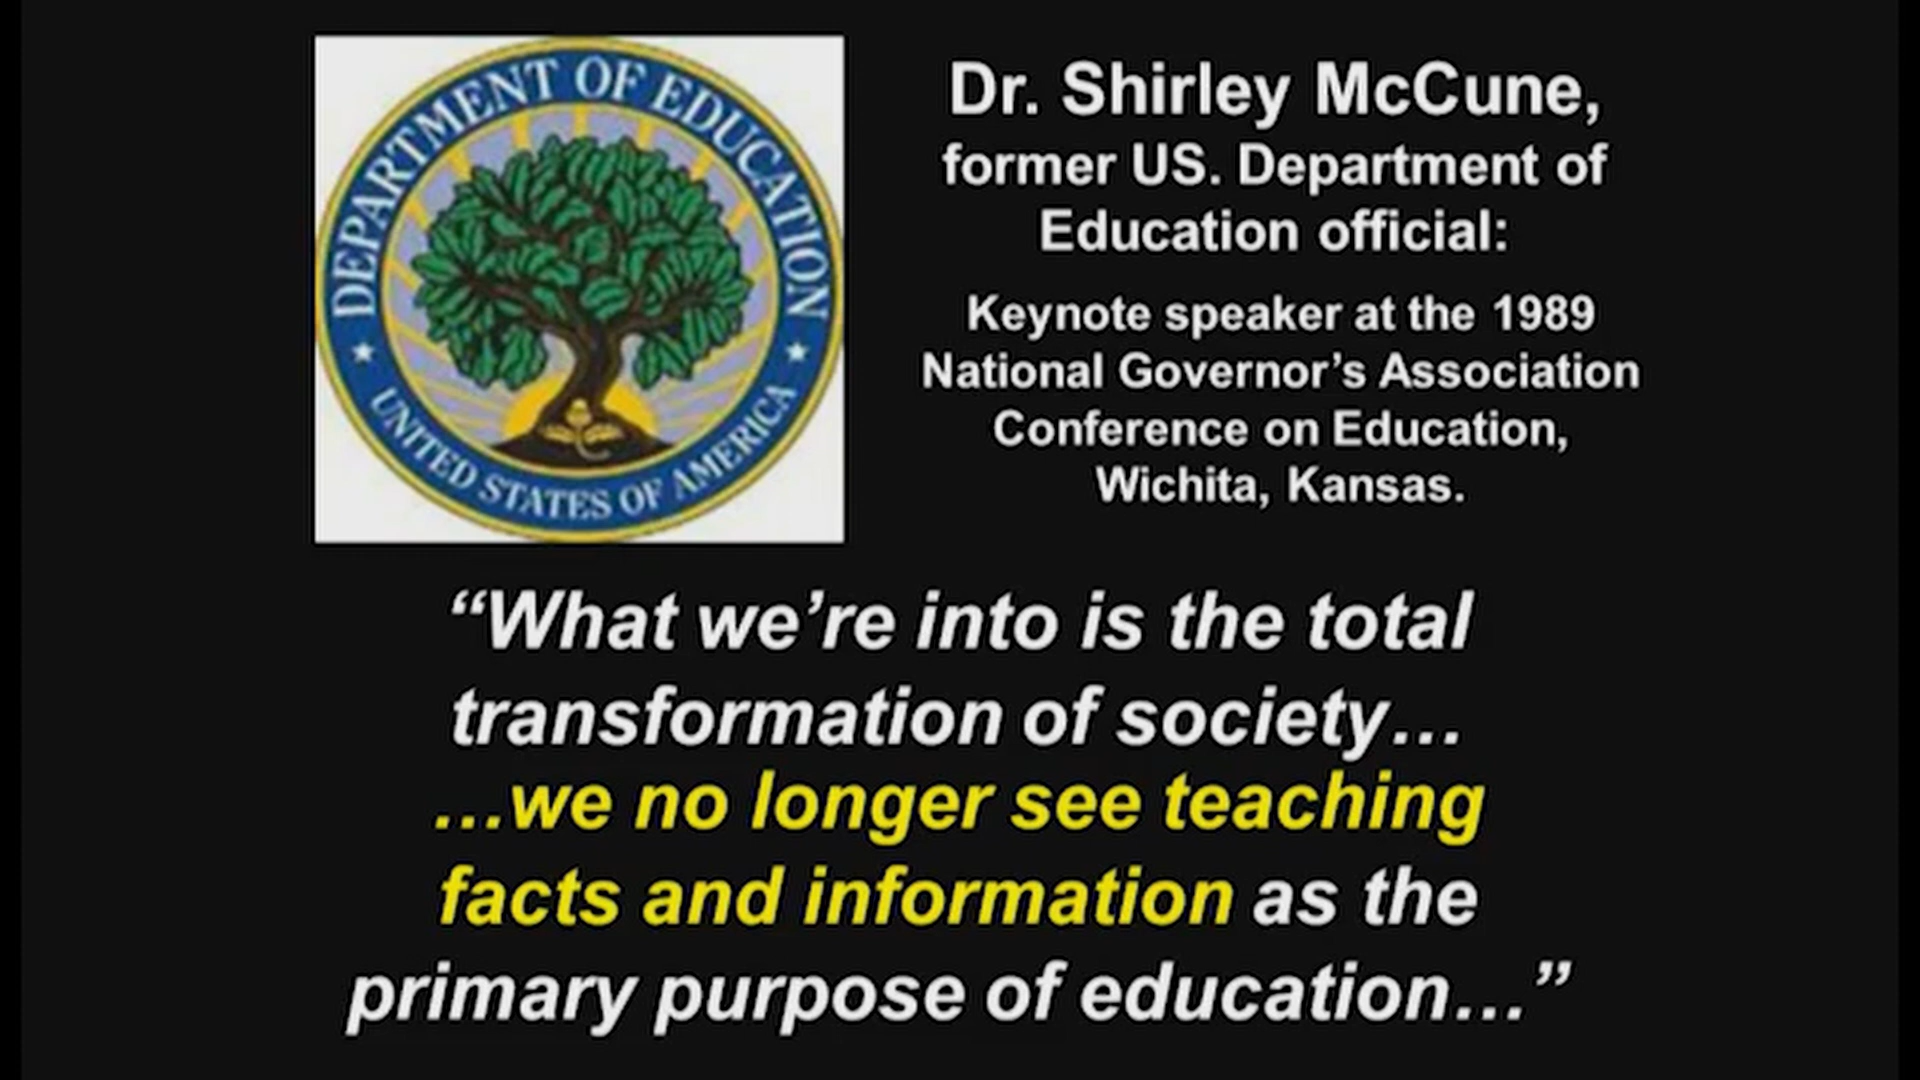 DEPARTMENT OF EDUCATION
UNITED STATES OF AMERICA
Dr. Shirley McCune,
former US. Department of
Education official:
Keynote speaker at the 1989
National Governor’s Association
Conference on Education,
Wichita, Kansas.
“What we’re into is the total
transformation of society…
…we no longer see teaching
facts and information as the
primary purpose of education…”